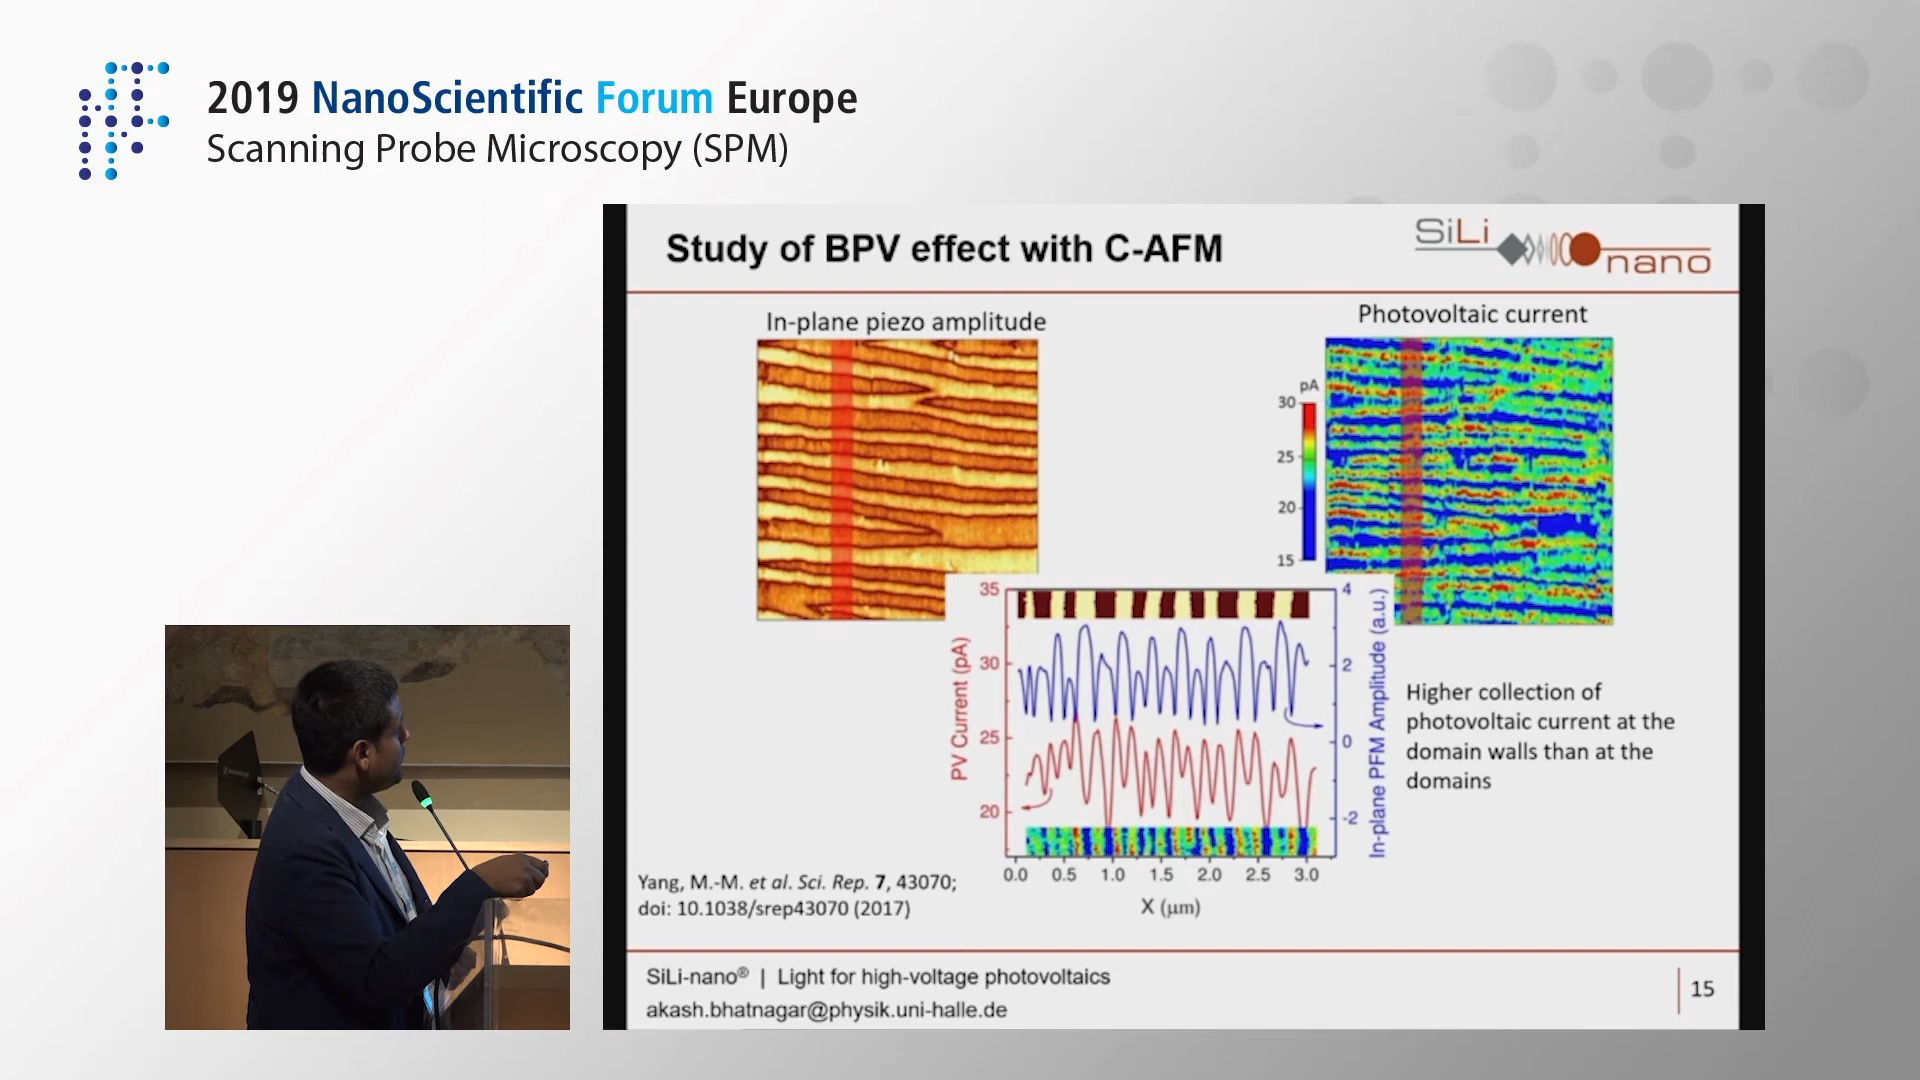 2019 NanoScientific Forum Europe
Scanning Probe Microscopy (SPM)
Study of BPV effect with C-AFM
SiLi
nano
In-plane piezo amplitude
Photovoltaic current
pA
30
25
20
15
35
30
25
20
PV Current (pA)
4
2
0
-2
In-plane PFM Amplitude (a.u.)
0.0 0.5 1.0 1.5 2.0 2.5 3.0
X (μm)
Higher collection of
photovoltaic current at the
domain walls than at the
domains
Yang, M.-M. et al. Sci. Rep. 7, 43070;
doi: 10.1038/srep43070 (2017)
SiLi-nano® | Light for high-voltage photovoltaics
akash.bhatnagar@physik.uni-halle.de
15